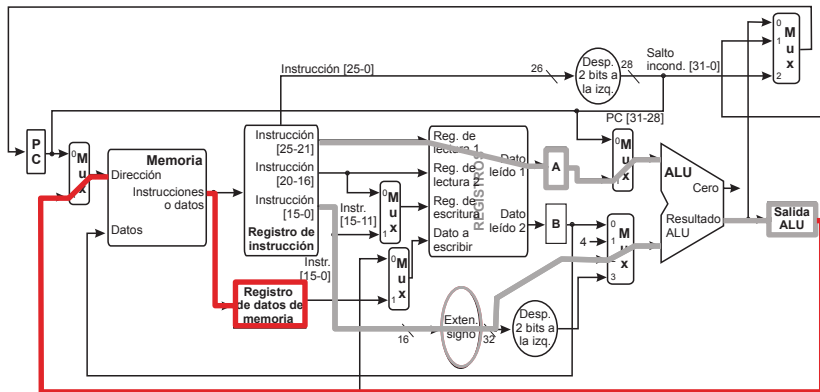 0
M
u
x
1
2
Salto
incond. [31-0]
Desp.
2 bits a
la izq.
26
28
Instrucción [25-0]
PC [31-28]
P
C
0
M
u
x
1
Memoria
Dirección
Instrucciones
o datos
Datos
Instrucción
[25-21]
Instrucción
[20-16]
Instrucción
[15-0]
Registro de
instrucción
Instr.
[15-11]
Instr.
[15-0]
0
M
u
x
1
0
M
u
x
1
Reg. de
lectura 1
Reg. de
lectura 2
Reg. de
escritura
Dato a
escribir
REGISTROS
Dato
leído 1
Dato
leído 2
A
B
0
M
u
x
1
0
4
1
M
u
x
2
3
ALU
Cero
Resultado
ALU
Salida
ALU
Registro
de datos de
memoria
16
Exten.
signo
32
Desp.
2 bits a
la izq.